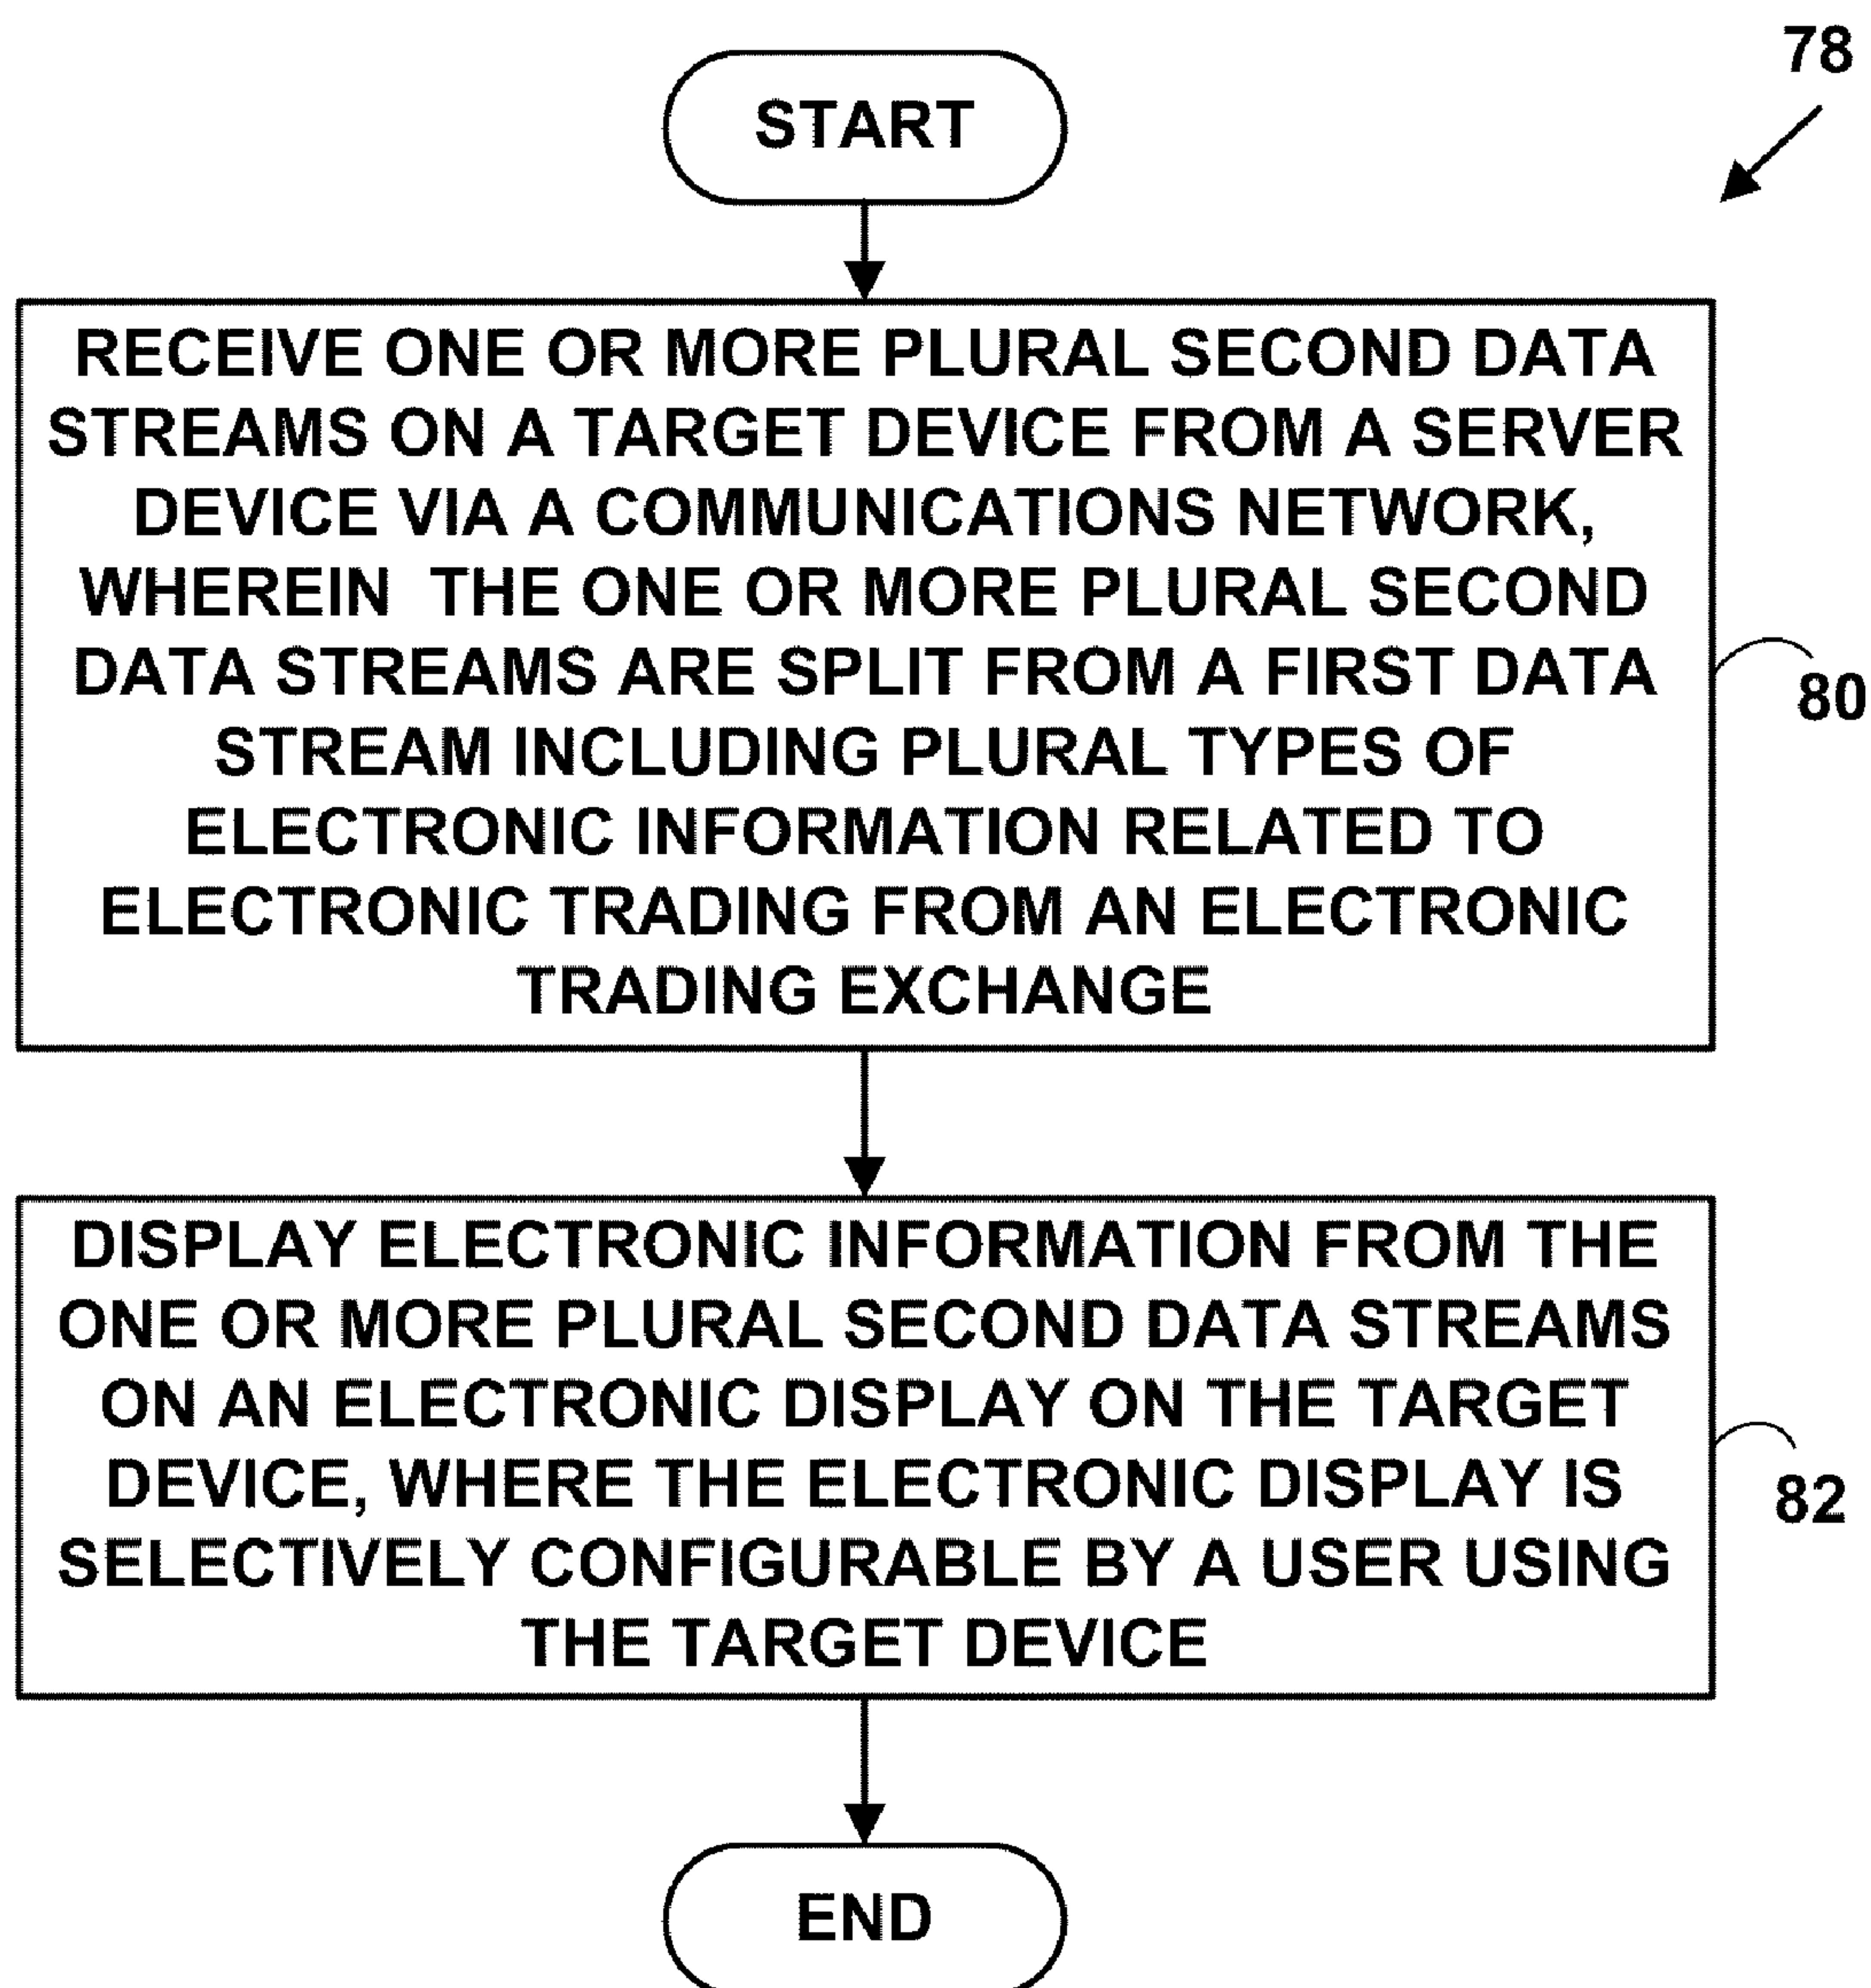 78
START
RECEIVE ONE OR MORE PLURAL SECOND DATA
STREAMS ON A TARGET DEVICE FROM A SERVER
DEVICE VIA A COMMUNICATIONS NETWORK,
WHEREIN THE ONE OR MORE PLURAL SECOND
DATA STREAMS ARE SPLIT FROM A FIRST DATA
STREAM INCLUDING PLURAL TYPES OF
ELECTRONIC INFORMATION RELATED TO
ELECTRONIC TRADING FROM AN ELECTRONIC
TRADING EXCHANGE
80
DISPLAY ELECTRONIC INFORMATION FROM THE
ONE OR MORE PLURAL SECOND DATA STREAMS
ON AN ELECTRONIC DISPLAY ON THE TARGET
DEVICE, WHERE THE ELECTRONIC DISPLAY IS
SELECTIVELY CONFIGURABLE BY A USER USING
THE TARGET DEVICE
82
END